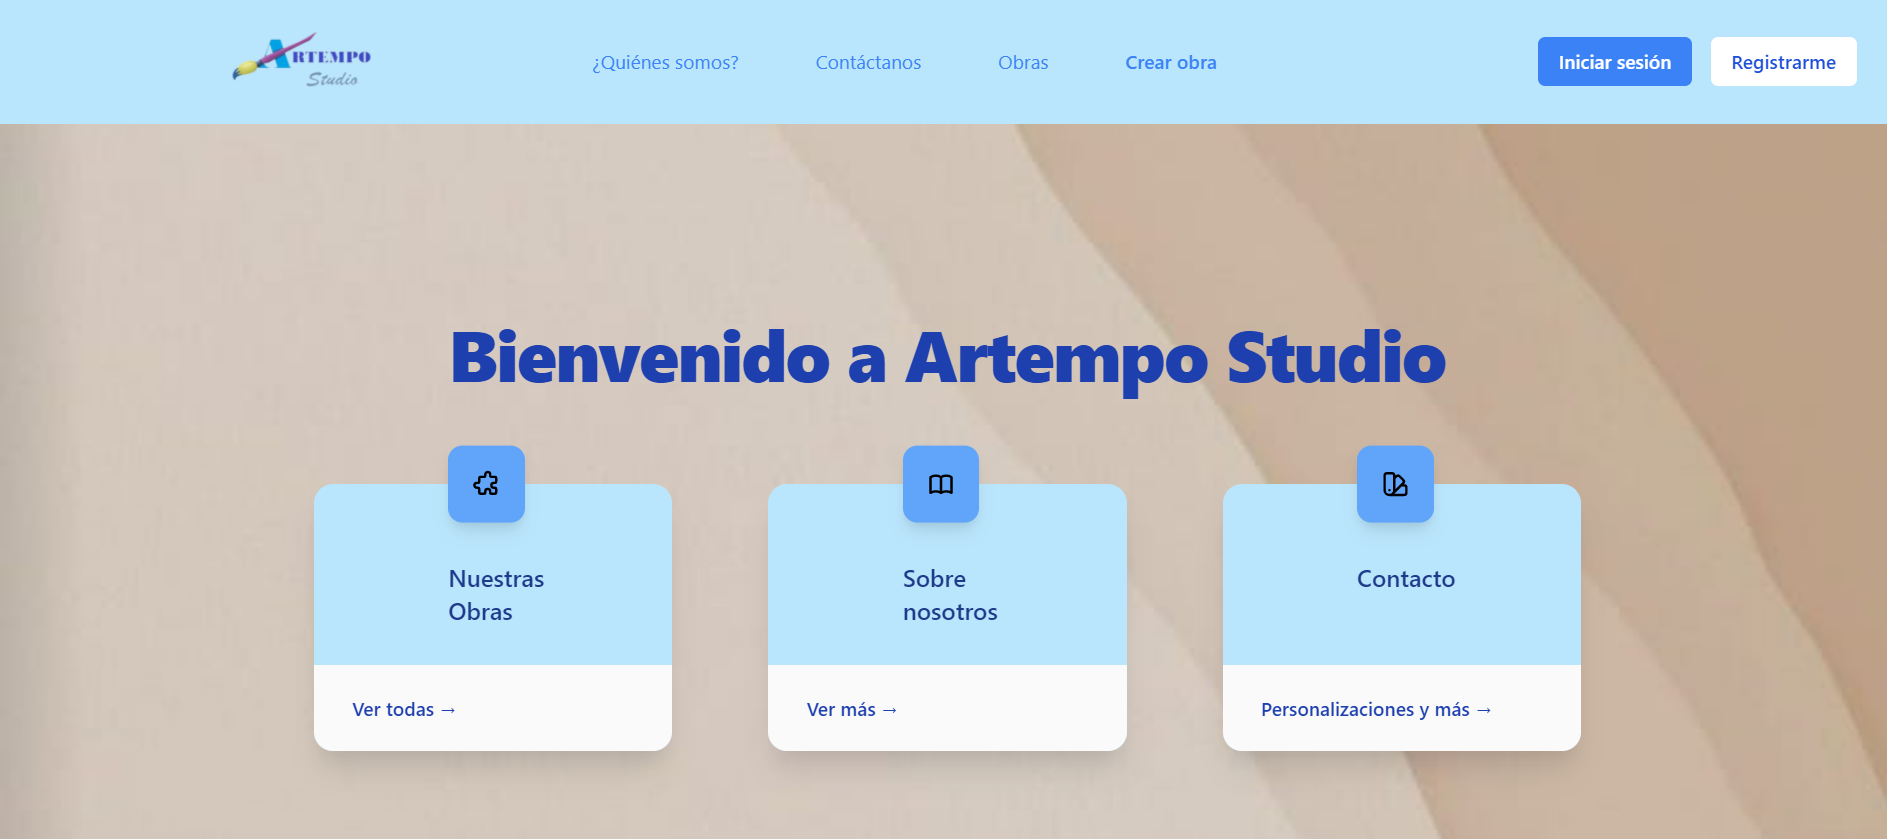 ARTEMPO
Studio
¿Quiénes somos?
Contáctanos
Obras
Crear obra
Iniciar sesión
Registrarme
Bienvenido a Artempo Studio
Nuestras
Obras
Ver todas →
Sobre
nosotros
Ver más →
Contacto
Personalizaciones y más →